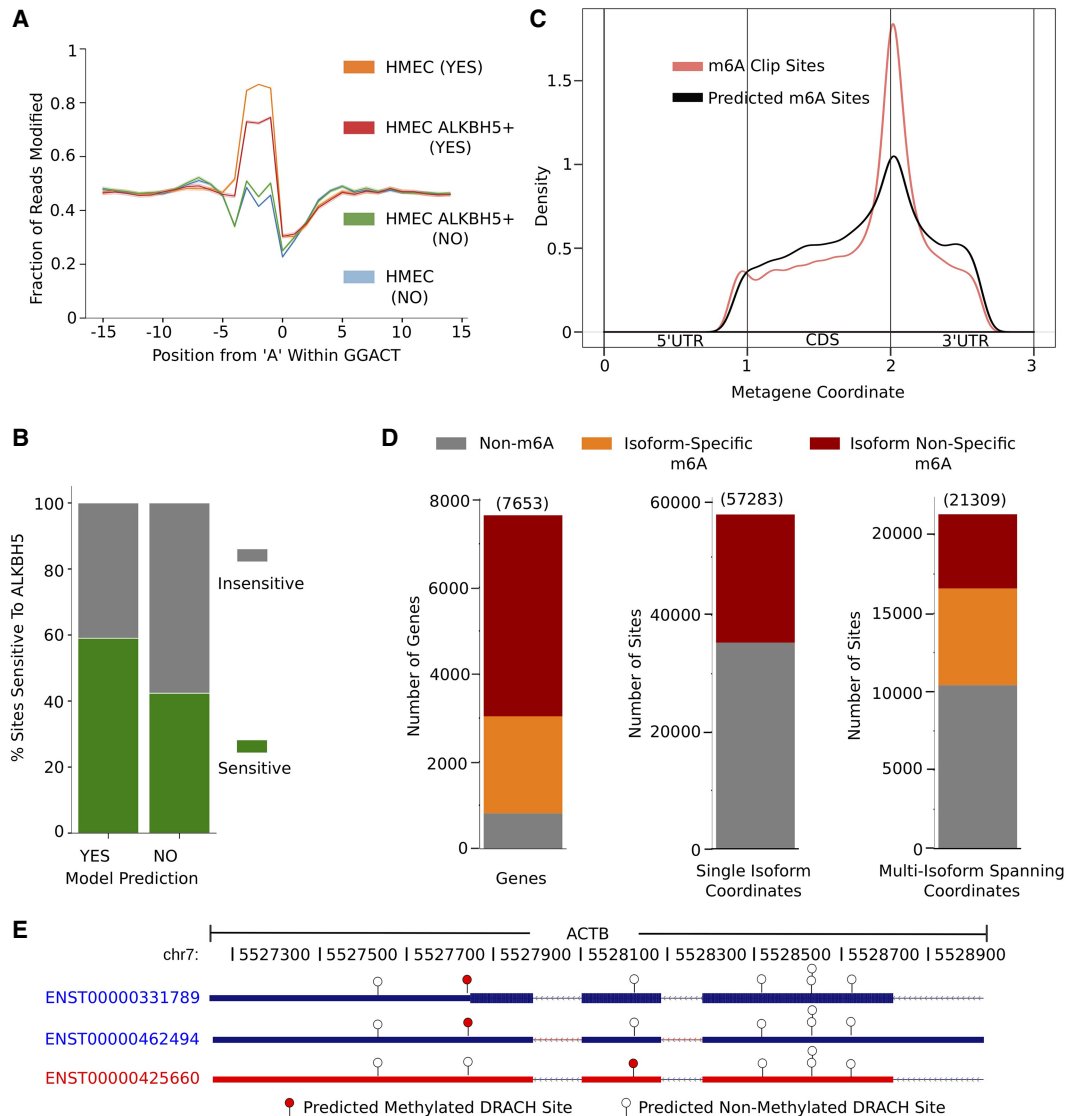 A
1
0.8
0.6
0.4
0.2
0
Fraction of Reads Modified
-15
-10
-5
0
5
10
15
Position from 'A' Within GGACT
HMEC (YES)
HMEC ALKBH5+
(YES)
HMEC ALKBH5+
(NO)
HMEC
(NO)
C
1.5
1
0.5
0
Density
m6A Clip Sites
Predicted m6A Sites
5'UTR
CDS
3'UTR
0
1
2
3
Metagene Coordinate
B
100
80
60
40
20
0
% Sites Sensitive To ALKBH5
Insensitive
Sensitive
YES
NO
Model Prediction
D
Non-m6A
Isoform-Specific
m6A
Isoform Non-Specific
m6A
8000
6000
4000
2000
0
Number of Genes
(7653)
Genes
60000
40000
20000
0
Number of Sites
(57283)
Single Isoform
Coordinates
20000
15000
10000
5000
0
Number of Sites
(21309)
Multi-Isoform Spanning
Coordinates
E
ACTB
chr7: 5527300 5527500 5527700 5527900 5528100 5528300 5528500 5528700 5528900
ENST00000331789
ENST00000462494
ENST00000425660
Predicted Methylated DRACH Site
Predicted Non-Methylated DRACH Site